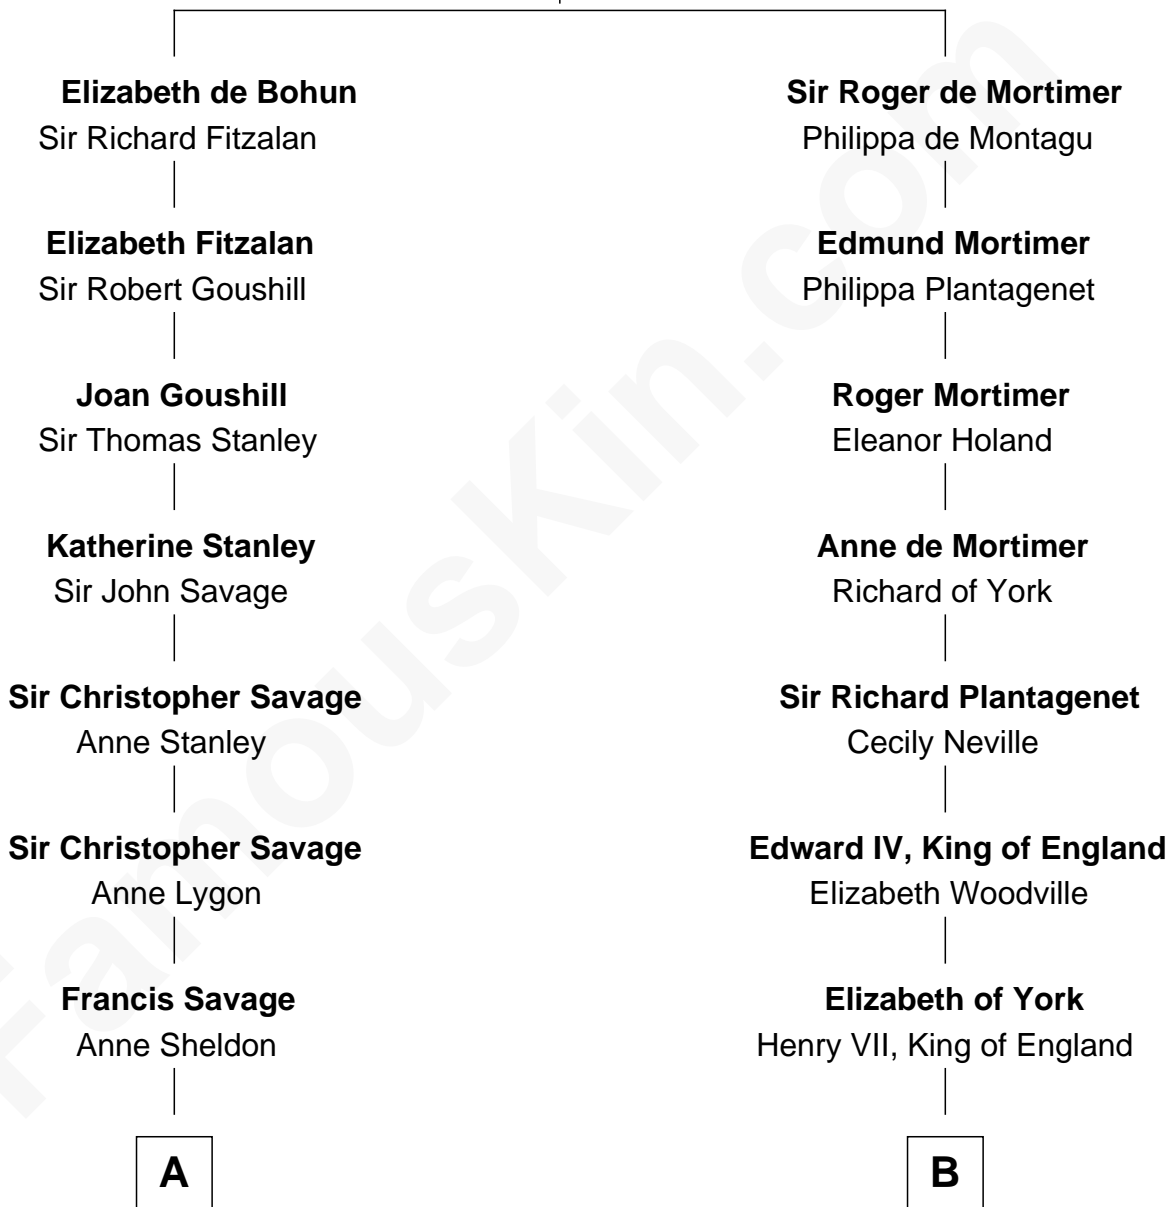 Elizabeth de Bohun
Sir Richard Fitzalan
Elizabeth Fitzalan
Sir Robert Goushill
Joan Goushill
Sir Thomas Stanley
Katherine Stanley
Sir John Savage
Sir Christopher Savage
Anne Stanley
Sir Christopher Savage
Anne Lygon
Francis Savage
Anne Sheldon
A
Sir Roger de Mortimer
Philippa de Montagu
Edmund Mortimer
Philippa Plantagenet
Roger Mortimer
Eleanor Holand
Anne de Mortimer
Richard of York
Sir Richard Plantagenet
Cecily Neville
Edward IV, King of England
Elizabeth Woodville
Elizabeth of York
Henry VII, King of England
B
FamousKin.com